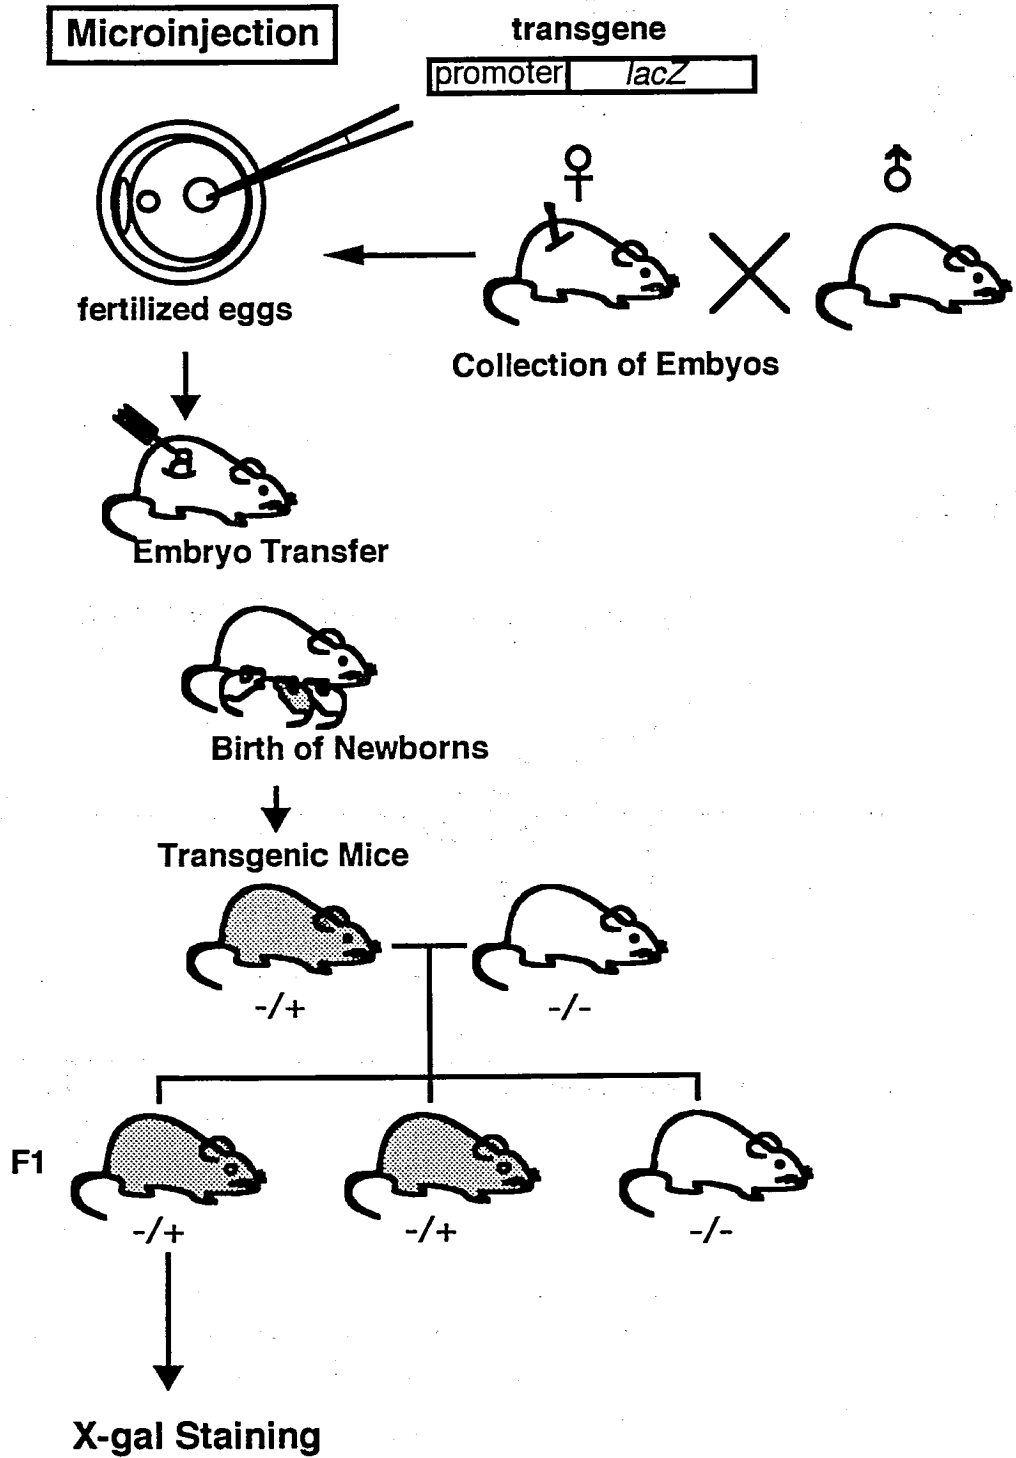 Microinjection
transgene
promoter lacZ
♀
♂
fertilized eggs
Collection of Embyos
Embryo Transfer
Birth of Newborns
Transgenic Mice
-/+ -/-
F1
-/+ -/+ -/-
X-gal Staining